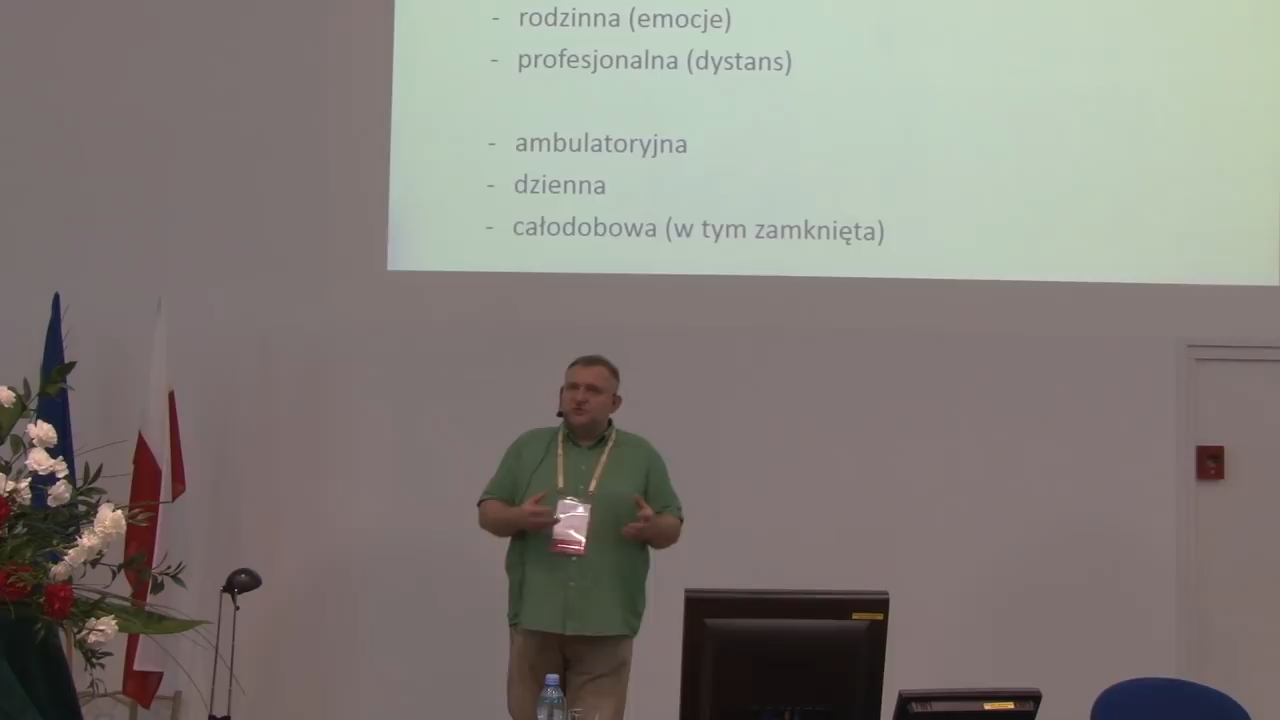 - rodzinna (emocje)
- profesjonalna (dystans)
- ambulatoryjna
- dzienna
- całodobowa (w tym zamknięta)